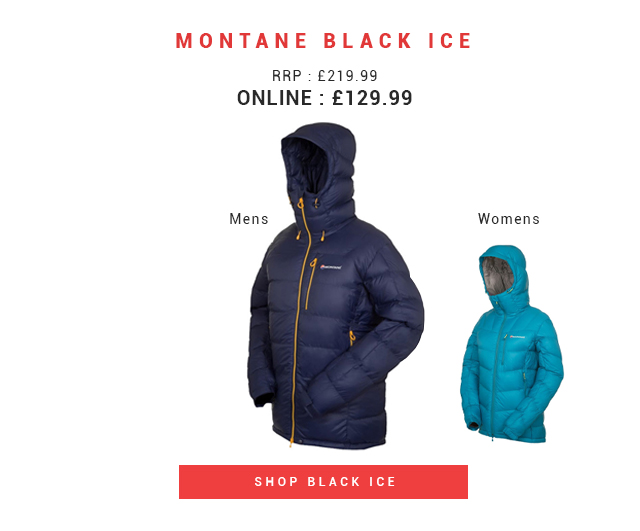 MONTANE BLACK ICE
RRP : £219.99
ONLINE : £129.99
Mens
Womens
SHOP BLACK ICE